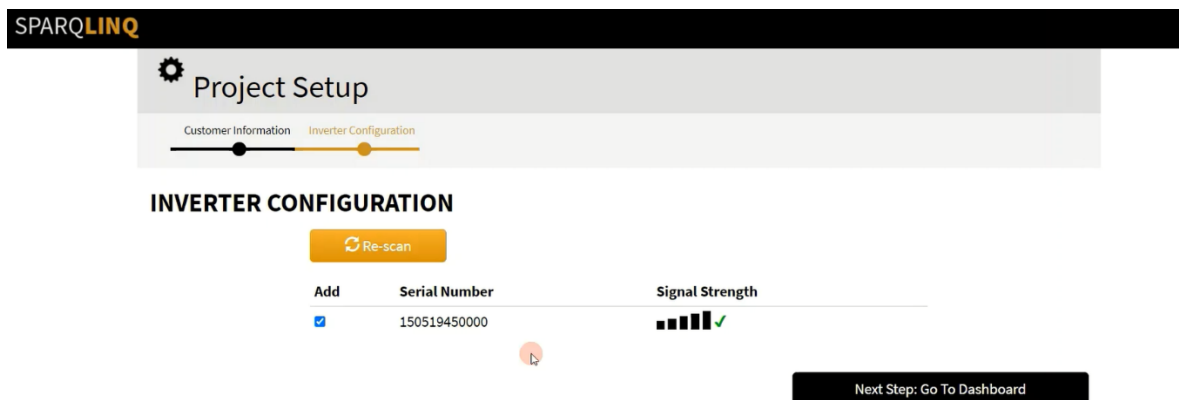 SPARQLINQ
Project Setup
Customer Information Inverter Configuration
INVERTER CONFIGURATION
Re-scan
Add Serial Number Signal Strength
150519450000
Next Step: Go To Dashboard